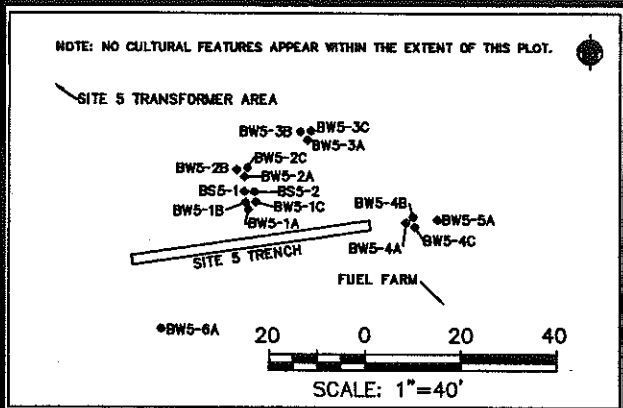 NOTE: NO CULTURAL FEATURES APPEAR WITHIN THE EXTENT OF THIS PLOT.
SITE 5 TRANSFORMER AREA
BW5-3B
BW5-3C
BW5-3A
BW5-2B
BW5-2C
BW5-2A
BS5-1
BS5-2
BW5-1B
BW5-1C
BW5-1A
BW5-4B
BW5-5A
BW5-4A
BW5-4C
SITE 5 TRENCH
FUEL FARM
BW5-6A
20 0 20 40
SCALE: 1"=40'